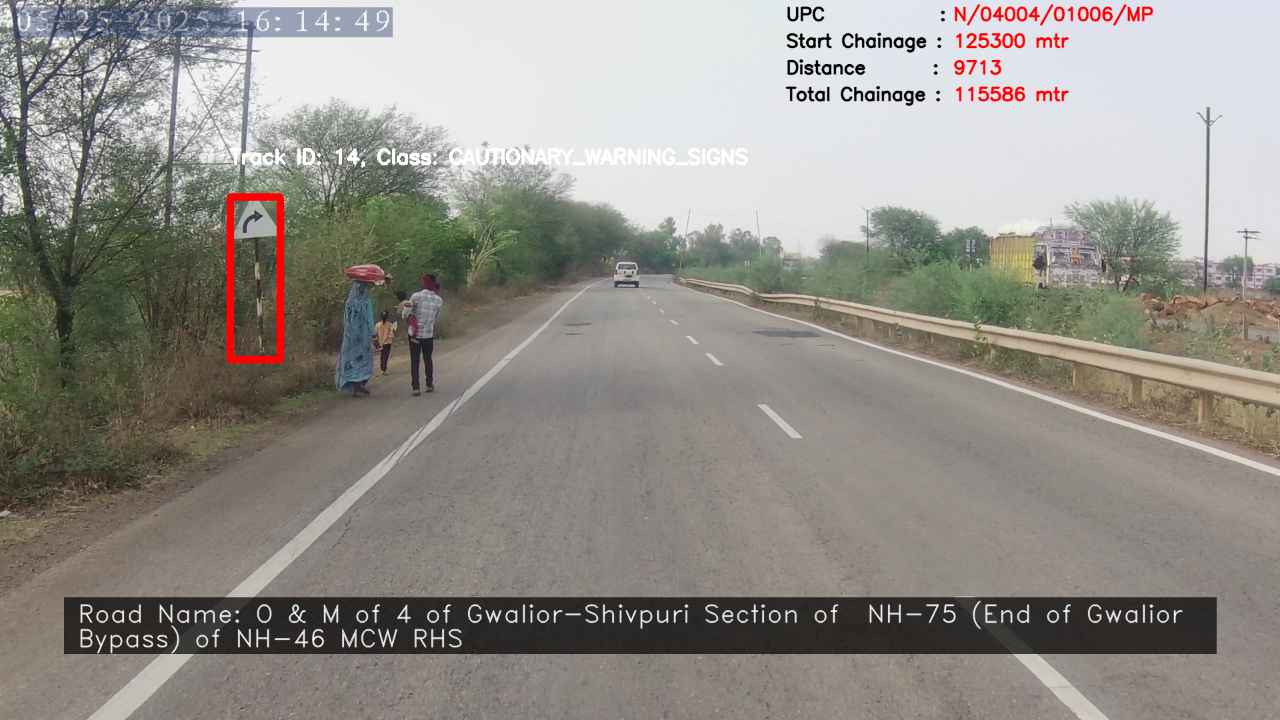 05-25-2025 16:14:49
UPC : N/04004/01006/MP
Start Chainage : 125300 mtr
Distance : 9713
Total Chainage : 115586 mtr
Track ID: 14, Class: CAUTIONARY_WARNING_SIGNS
Road Name: O & M of 4 of Gwalior-Shivpuri Section of NH-75 (End of Gwalior
Bypass) of NH-46 MCW RHS